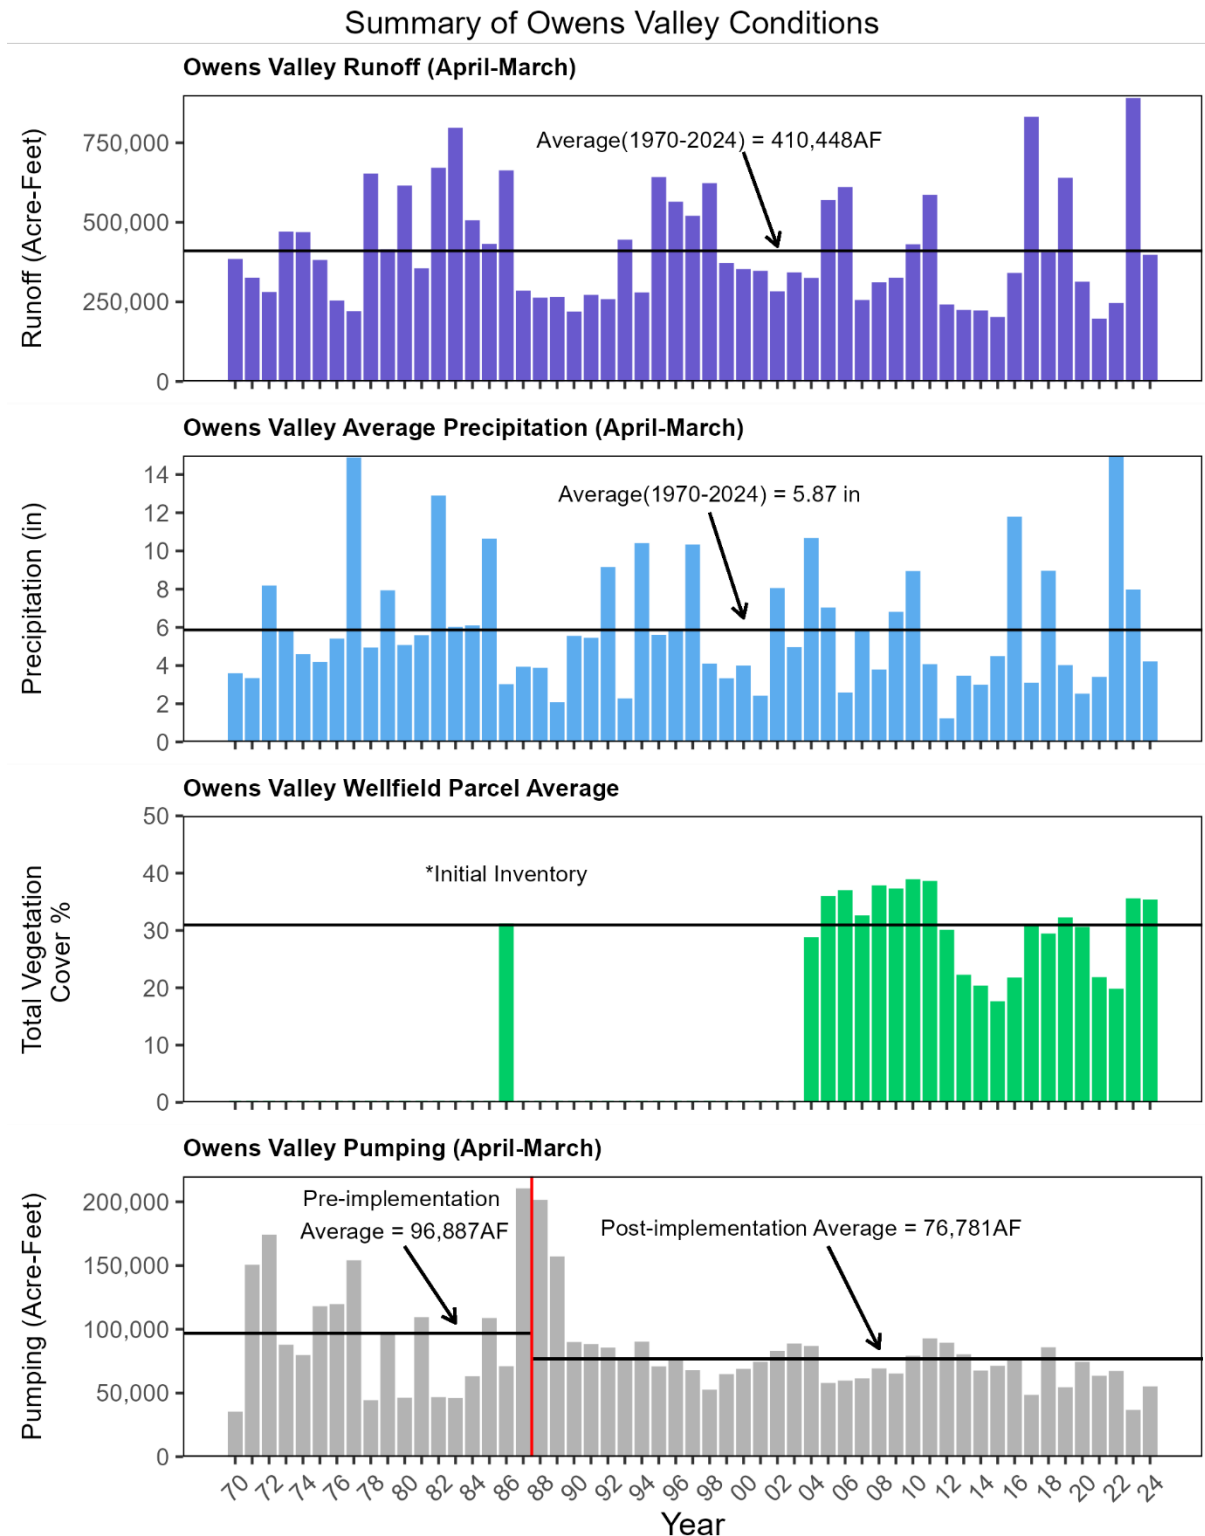 Summary of Owens Valley Conditions
Owens Valley Runoff (April-March)
Runoff (Acre-Feet)
750,000
500,000
250,000
0
Average(1970-2024) = 410,448AF
Owens Valley Average Precipitation (April-March)
Precipitation (in)
14
12
10
8
6
4
2
0
Average(1970-2024) = 5.87 in
Owens Valley Wellfield Parcel Average
Total Vegetation
Cover %
50
40
30
20
10
0
*Initial Inventory
Owens Valley Pumping (April-March)
Pumping (Acre-Feet)
200,000
150,000
100,000
50,000
0
Pre-implementation
Average = 96,887AF
Post-implementation Average = 76,781AF
70 72 74 76 78 80 82 84 86 88 90 92 94 96 98 00 02 04 06 08 10 12 14 16 18 20 22 24
Year